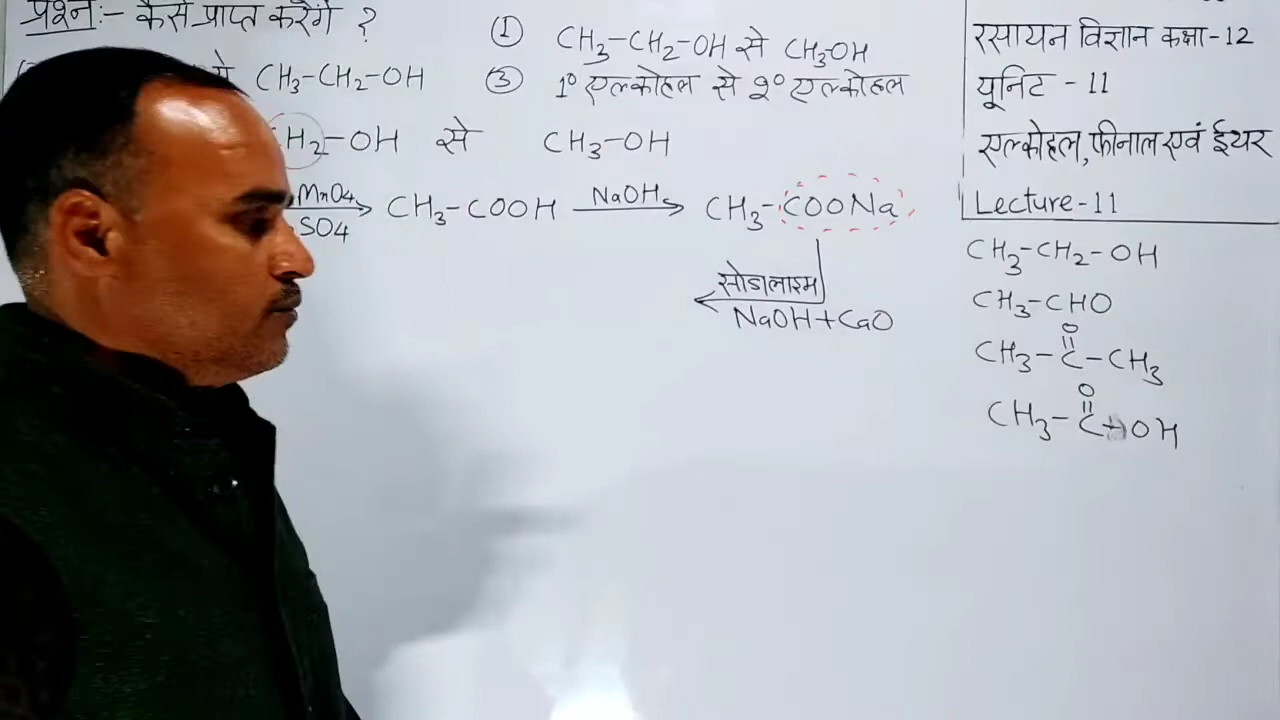 प्रश्न:- कैसे प्राप्त करेंगे ?
① CH3-CH2-OH से CH3OH
से CH3-CH2-OH
③ 1° एल्कोहल से 2° एल्कोहल
H2-OH से CH3-OH
MnO4
SO4
CH3-COOH
NaOH
CH3-COONa
सोडालाइम
NaOH+CaO
रसायन विज्ञान कक्षा-12
यूनिट - 11
एल्कोहल, फीनाल एवं ईथर
Lecture-11
CH3-CH2-OH
CH3-CHO
O
CH3-C-CH3
O
CH3-C-OH